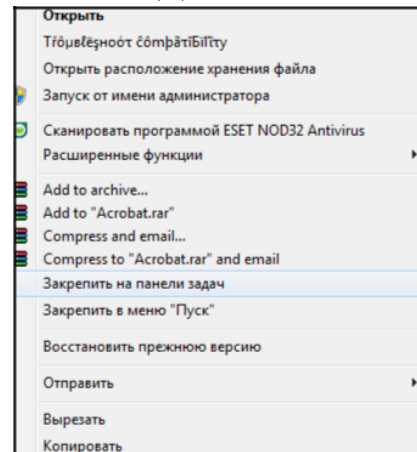 Открыть
Třôµвľёşнoóт ĉômþãтîБîľîтy
Открыть расположение хранения файла
Запуск от имени администратора
Сканировать программой ESET NOD32 Antivirus
Расширенные функции
Add to archive...
Add to "Acrobat.rar"
Compress and email...
Compress to "Acrobat.rar" and email
Закрепить на панели задач
Закрепить в меню "Пуск"
Восстановить прежнюю версию
Отправить
Вырезать
Копировать